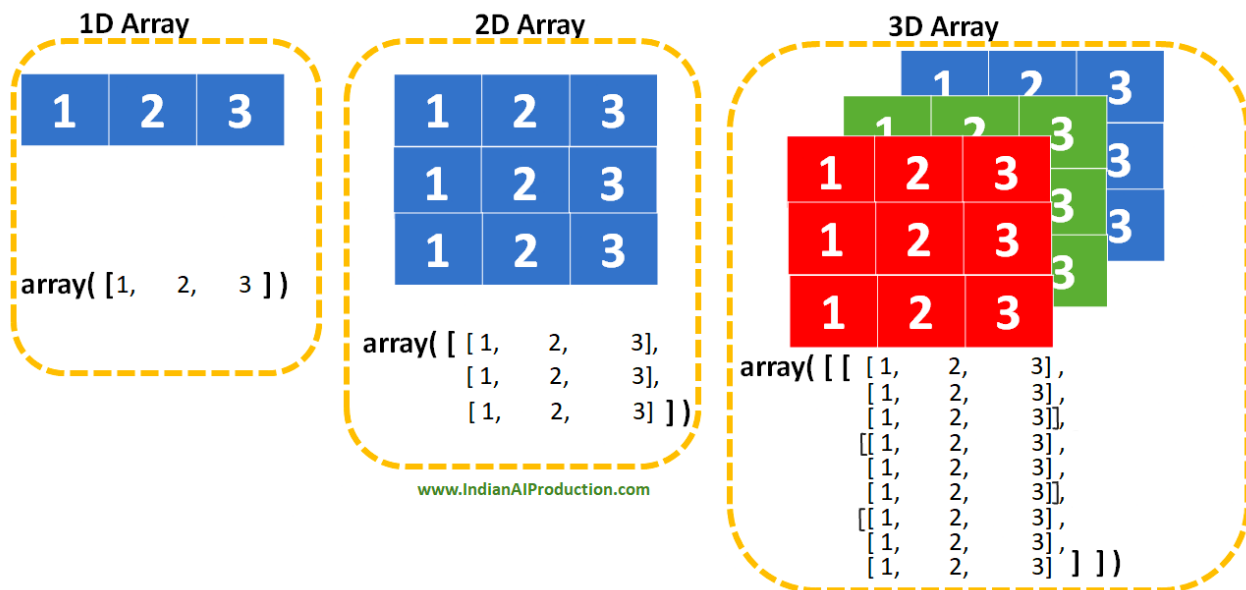 1D Array
1 2 3
array( [1, 2, 3 ] )
2D Array
1 2 3
1 2 3
1 2 3
array( [ [ 1, 2, 3],
[ 1, 2, 3],
[ 1, 2, 3] ] )
www.IndianAIProduction.com
3D Array
1 2 3
3
3
1 2 3
3
3
1 2 3
1 2 3
1 2 3
array( [ [ [ 1, 2, 3] ,
[ 1, 2, 3] ,
[ 1, 2, 3]],
[[ 1, 2, 3] ,
[ 1, 2, 3] ,
[ 1, 2, 3]],
[[ 1, 2, 3] ,
[ 1, 2, 3] ,
[ 1, 2, 3] ] ] )